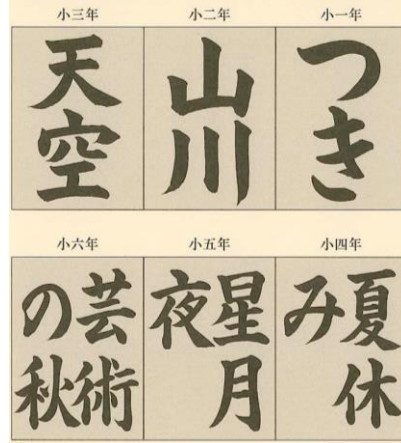 小一年
つき
小二年
山川
小三年
天空
小四年
夏休
み
小五年
星月
夜
小六年
芸術
の秋